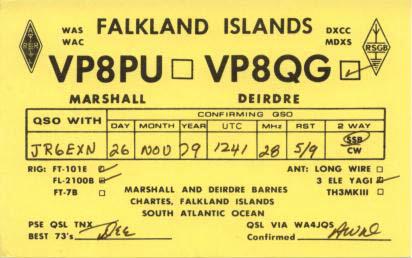 WAS FALKLAND ISLANDS DXCC
WAC MDXS
RSGB
VP8PU VP8QG
MARSHALL DEIRDRE
CONFIRMING QSO
QSO WITH DAY MONTH YEAR UTC MHz RST 2 WAY
JR6EXN 26 NOV 79 1241 28 5/9 SSB
CW
RIG: FT-101E ANT: LONG WIRE
FL-2100B 3 ELE YAGI
FT-7B TH3MKIII
MARSHALL AND DEIRDRE BARNES
CHARTES, FALKLAND ISLANDS
SOUTH ATLANTIC OCEAN
PSE QSL TNX QSL VIA WA4JQS
BEST 73's Dee Confirmed